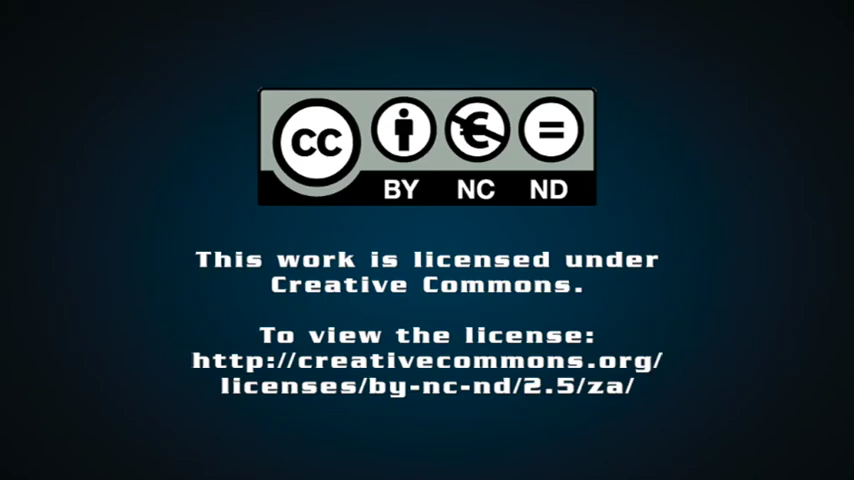 CC
BY NC ND
This work is licensed under
Creative Commons.
To view the license:
http://creativecommons.org/
licenses/by-nc-nd/2.5/za/